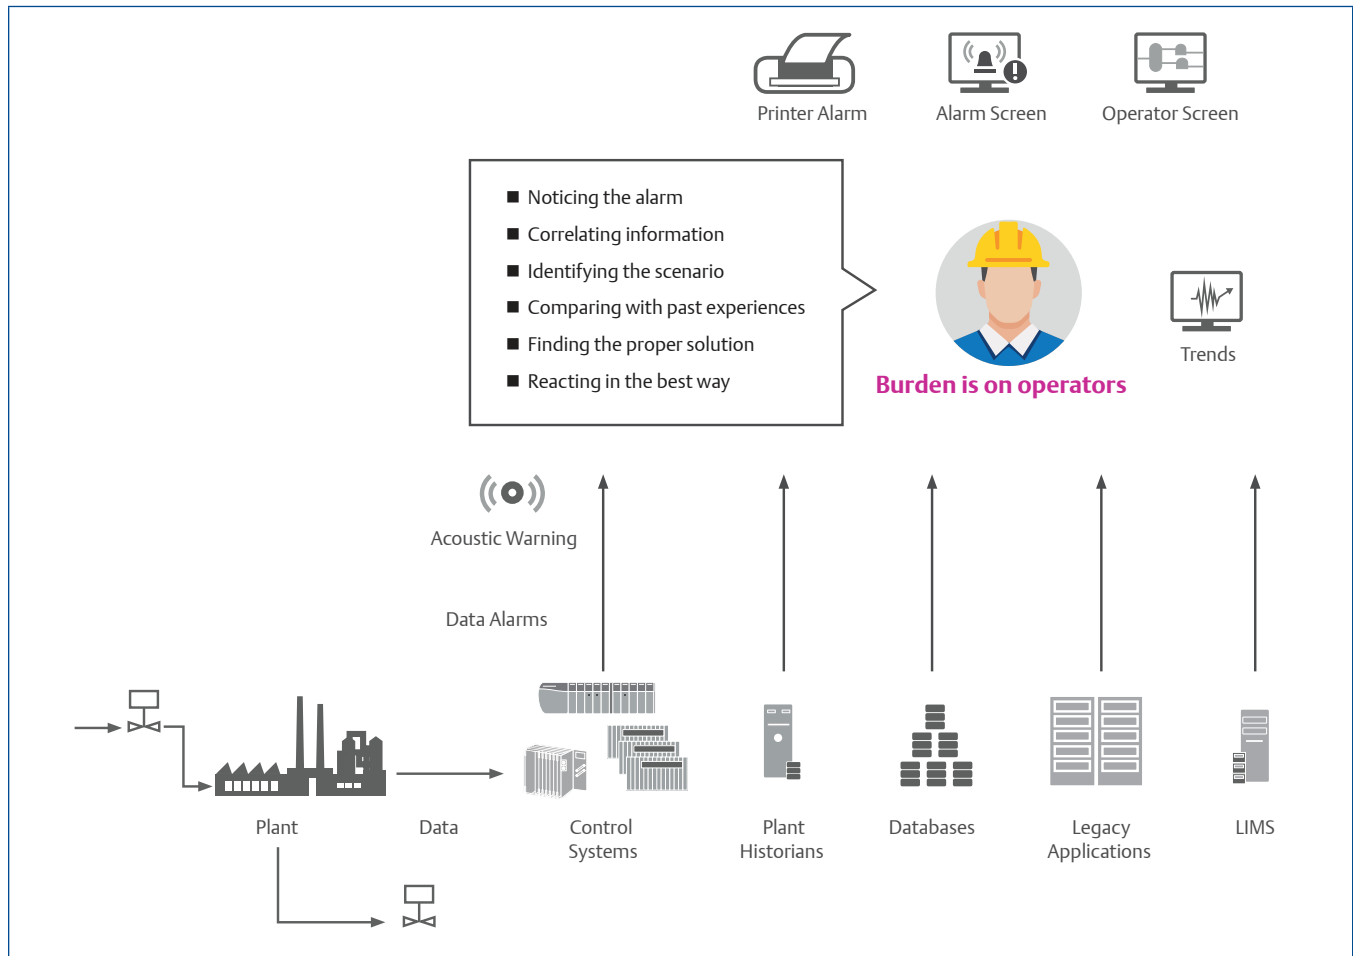 Printer Alarm
Alarm Screen
Operator Screen
■ Noticing the alarm
■ Correlating information
■ Identifying the scenario
■ Comparing with past experiences
■ Finding the proper solution
■ Reacting in the best way
Burden is on operators
Trends
Acoustic Warning
Data Alarms
Plant
Data
Control
Systems
Plant
Historians
Databases
Legacy
Applications
LIMS